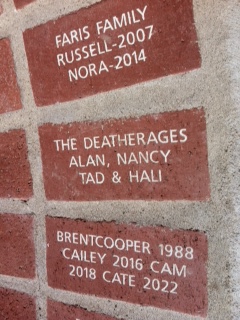 FARIS FAMILY
RUSSELL-2007
NORA-2014
THE DEATHERAGES
ALAN, NANCY
TAD & HALI
BRENTCOOPER 1988
CAILEY 2016 CAM
2018 CATE 2022